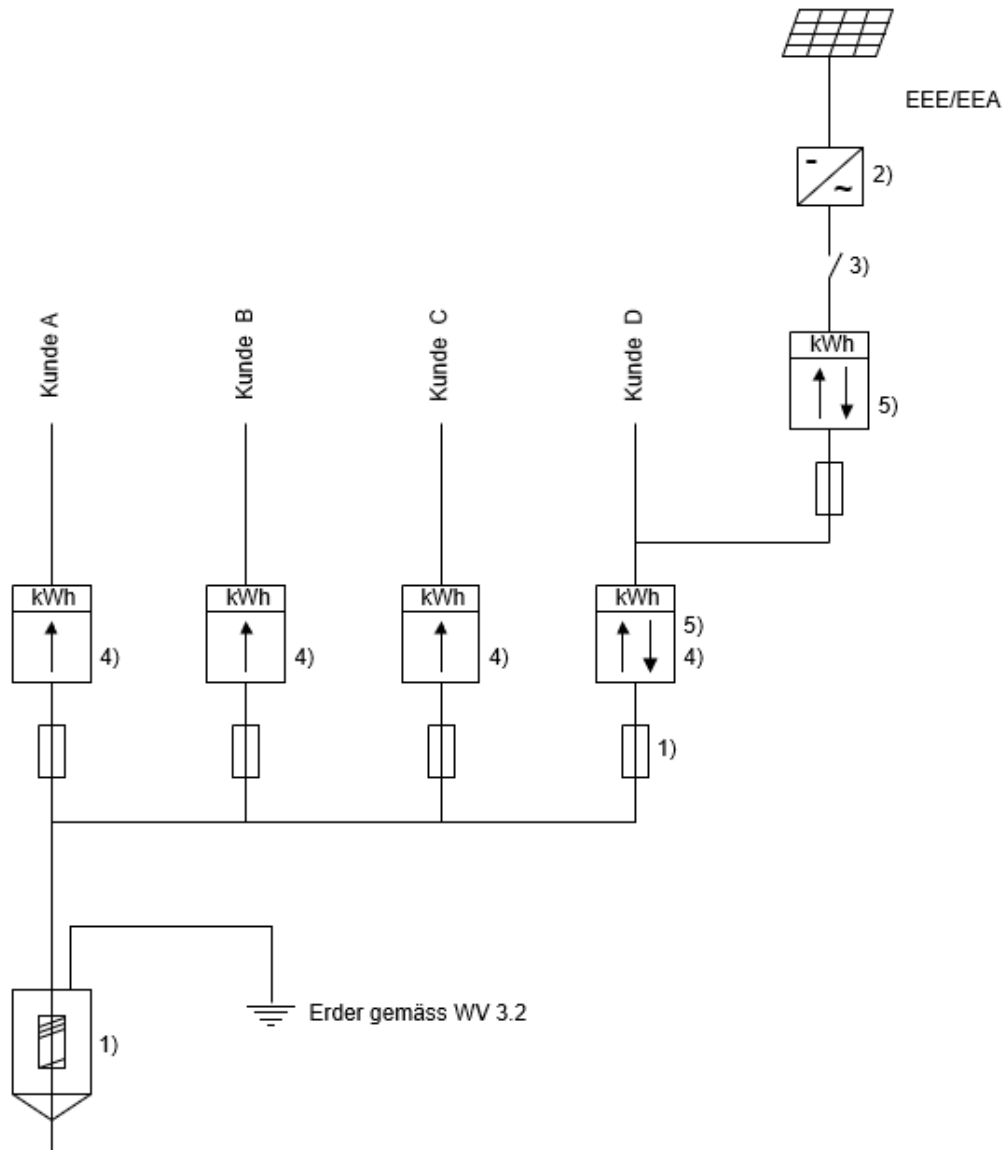 EEE/EEA
- ~ 2)
3)
Kunde A
Kunde B
Kunde C
Kunde D
kWh
5)
kWh 4)
kWh 4)
kWh 4)
kWh 5)
4)
1)
Erder gemäss WV 3.2
1)